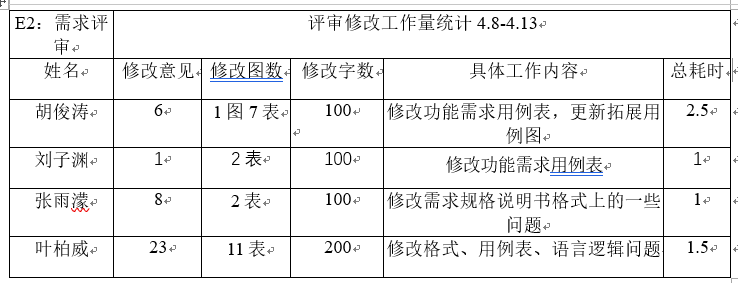 E2：需求评审 评审修改工作量统计 4.8-4.13
姓名 修改意见 修改图数 修改字数 具体工作内容 总耗时
胡俊涛 6 1 图 7 表 100 修改功能需求用例表，更新拓展用例图 2.5
刘子渊 1 2 表 100 修改功能需求用例表 1
张雨濛 8 2 表 100 修改需求规格说明书格式上的一些问题 1
叶柏威 23 11 表 200 修改格式、用例表、语言逻辑问题 1.5